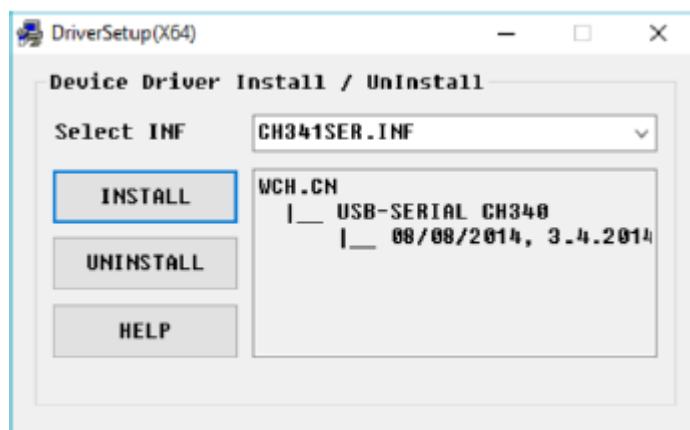 DriverSetup(X64)
Device Driver Install / UnInstall
Select INF
CH341SER.INF
INSTALL
UNINSTALL
HELP
WCH.CN
|__ USB-SERIAL CH340
|__ 08/08/2014, 3.4.2014